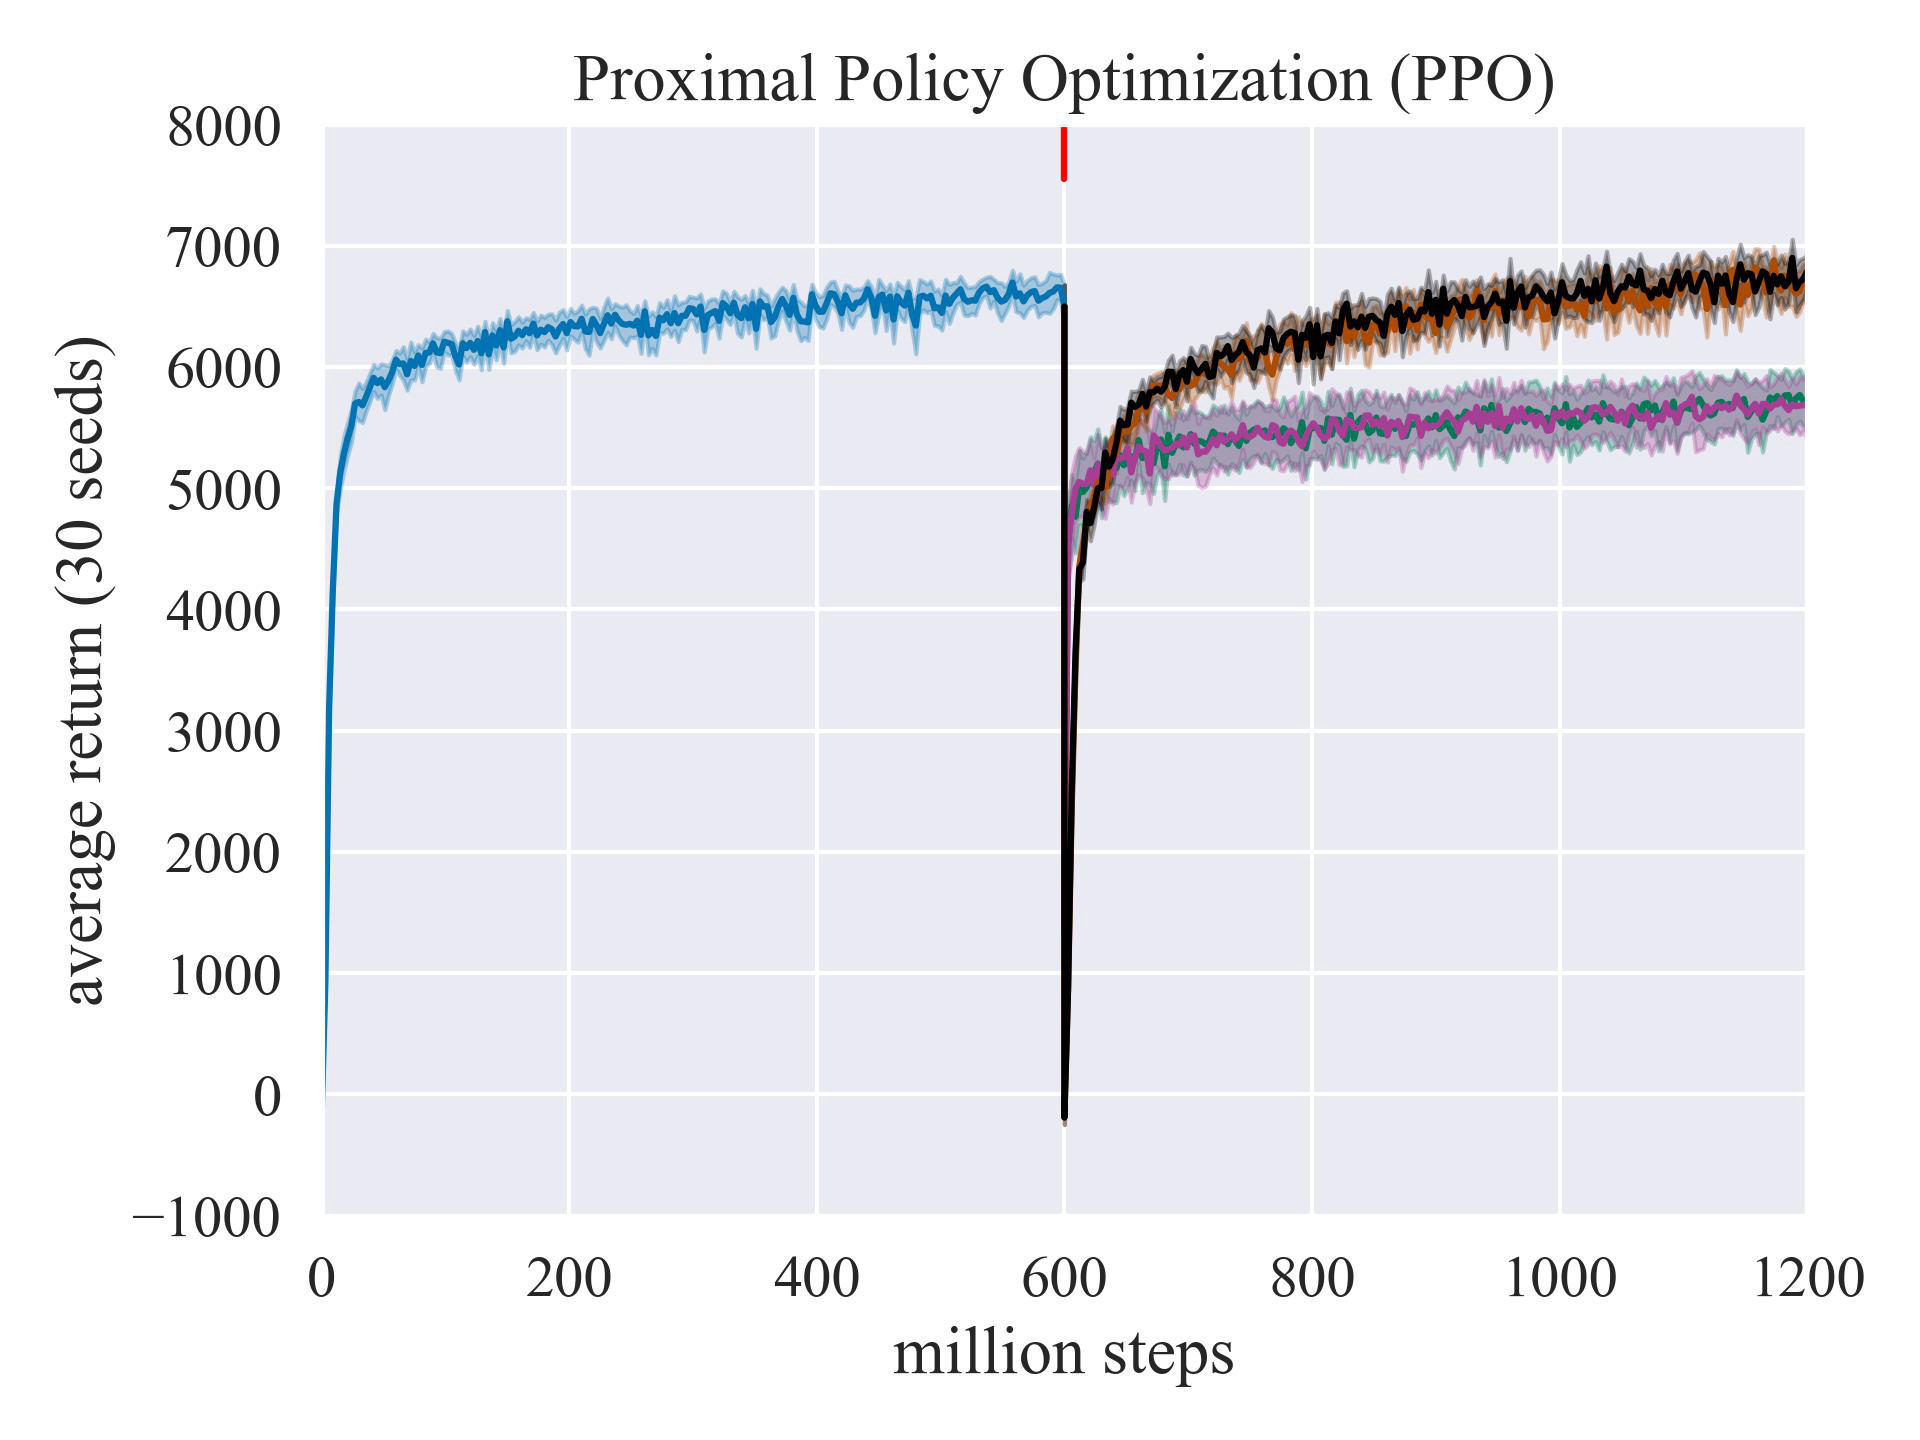 Proximal Policy Optimization (PPO)
8000
7000
6000
5000
4000
3000
2000
1000
0
−1000
average return (30 seeds)
0 200 400 600 800 1000 1200
million steps